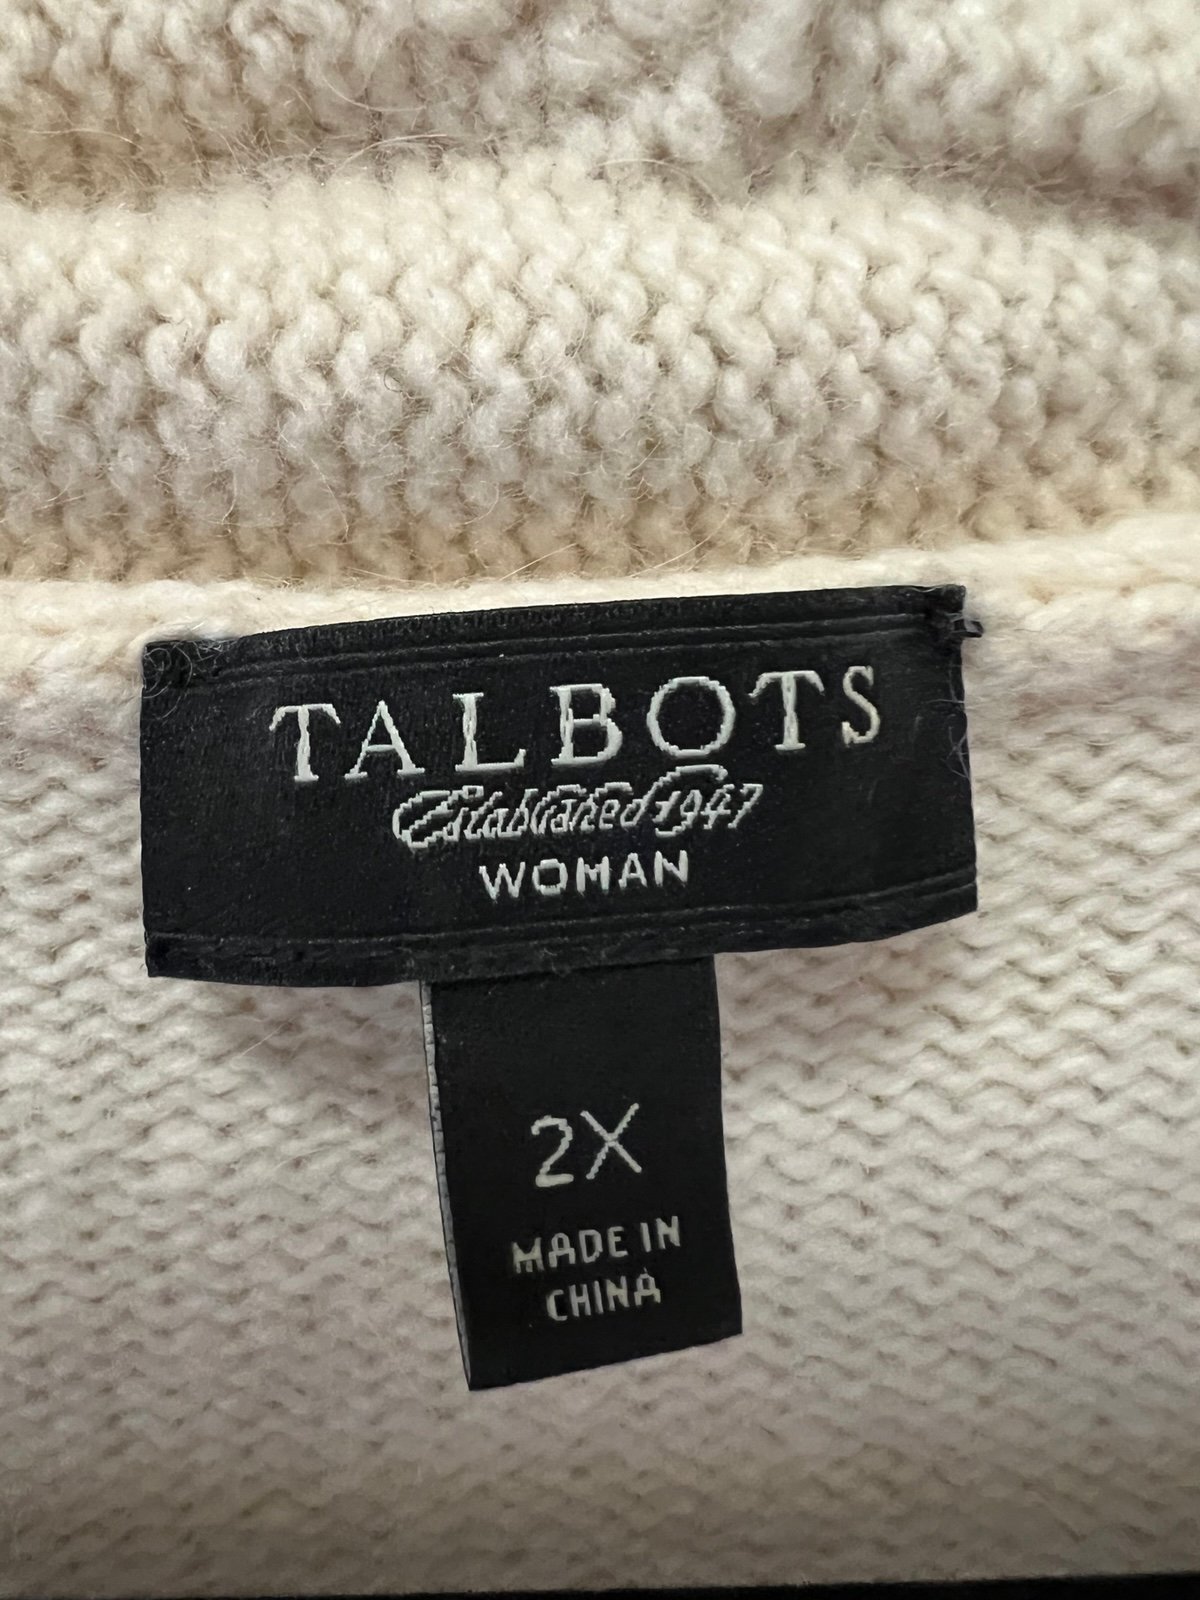 TALBOTS
Established 1947
WOMAN
2X
MADE IN
CHINA